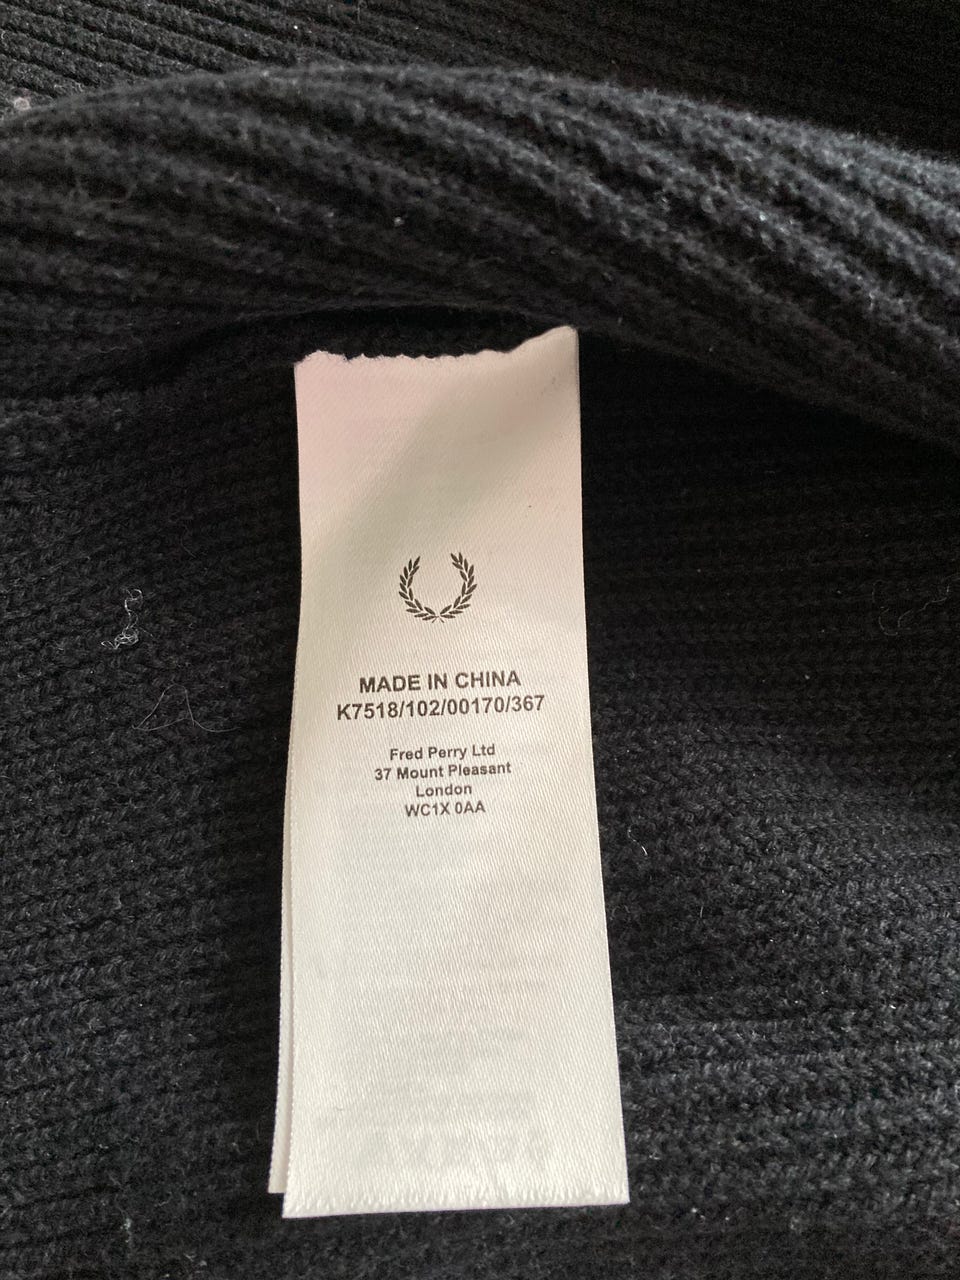 MADE IN CHINA
K7518/102/00170/367
Fred Perry Ltd
37 Mount Pleasant
London
WC1X 0AA